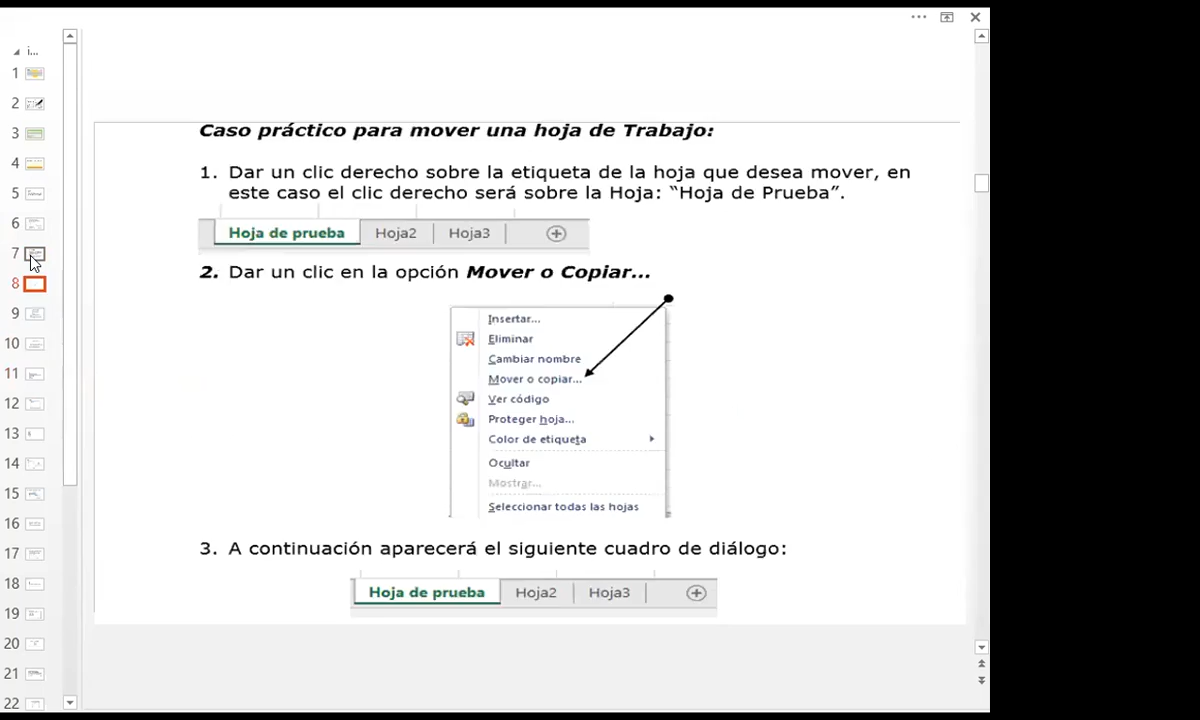 i...
1
2
3
4
5
6
7
8
9
10
11
12
13
14
15
16
17
18
19
20
21
22
Caso práctico para mover una hoja de Trabajo:
1. Dar un clic derecho sobre la etiqueta de la hoja que desea mover, en
este caso el clic derecho será sobre la Hoja: “Hoja de Prueba”.
Hoja de prueba Hoja2 Hoja3
2. Dar un clic en la opción Mover o Copiar...
Insertar...
Eliminar
Cambiar nombre
Mover o copiar...
Ver código
Proteger hoja...
Color de etiqueta
Ocultar
Mostrar...
Seleccionar todas las hojas
3. A continuación aparecerá el siguiente cuadro de diálogo:
Hoja de prueba Hoja2 Hoja3